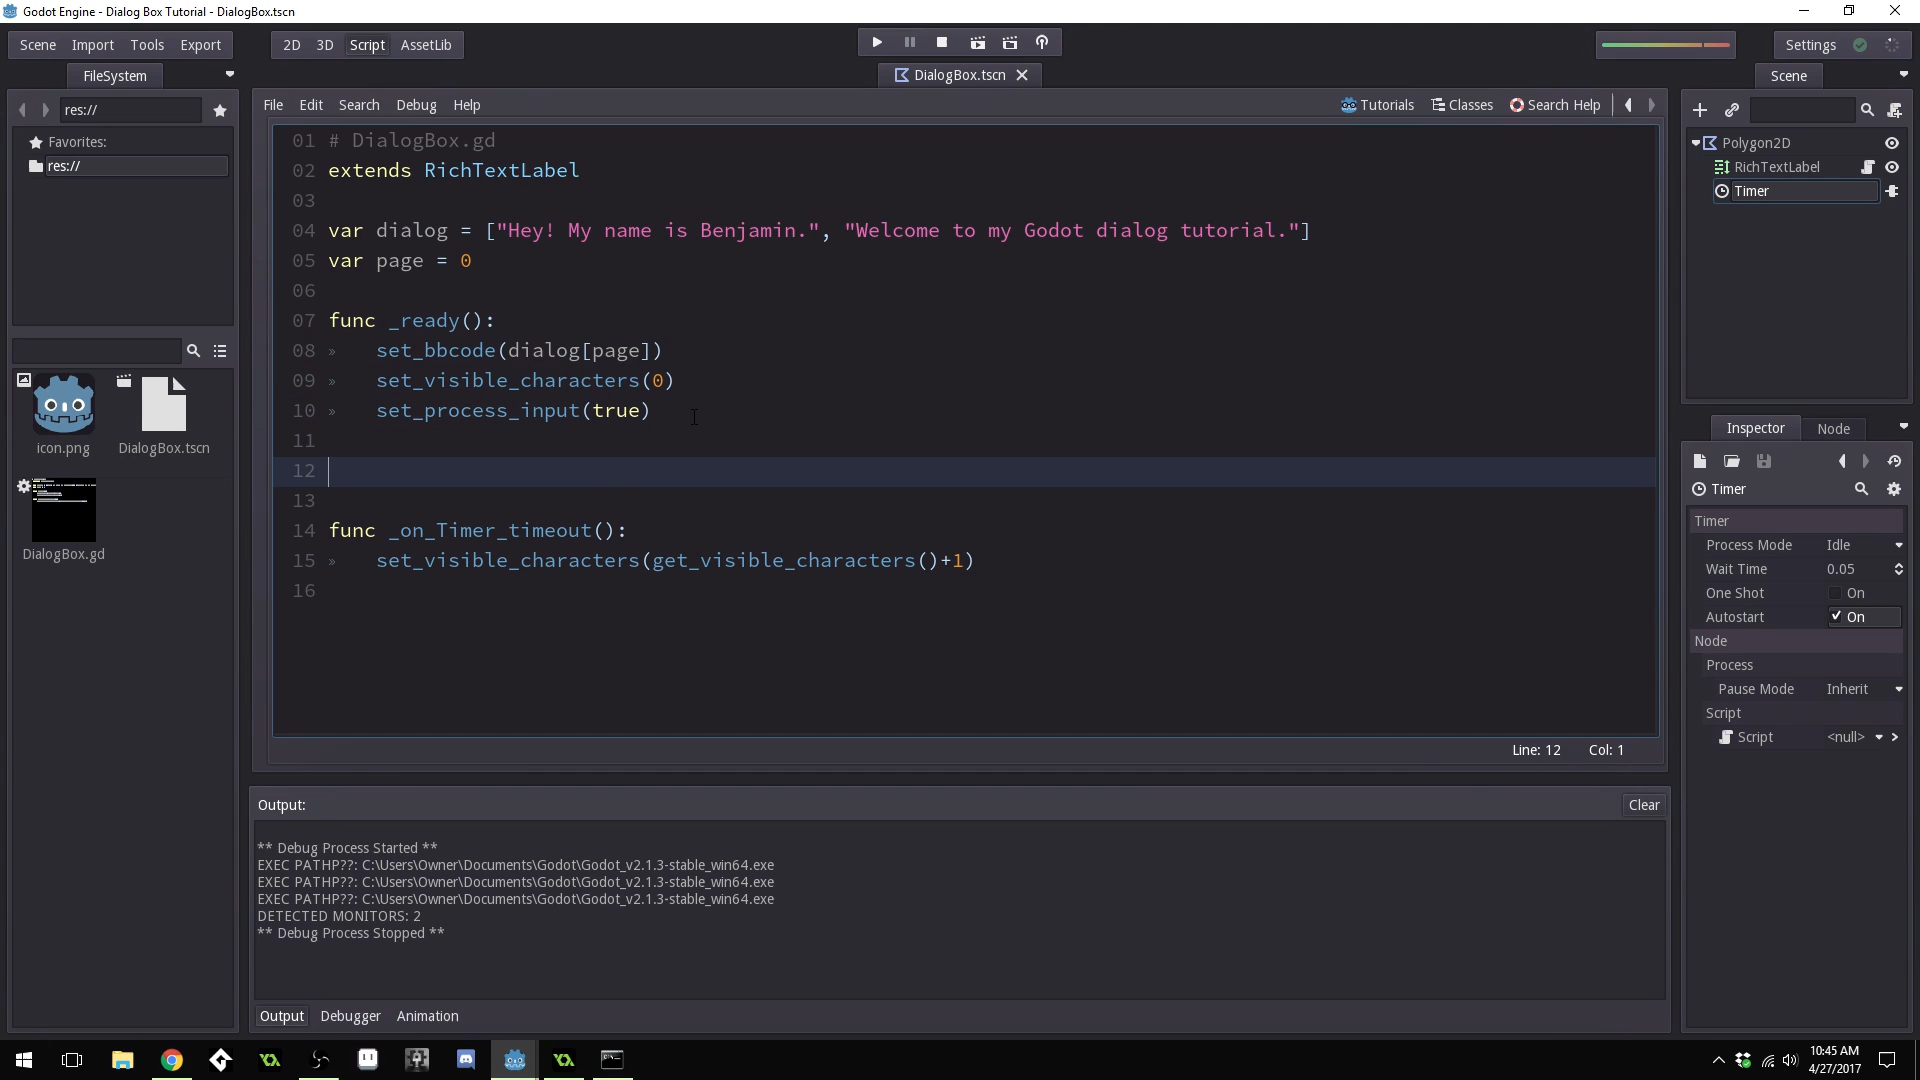 Godot Engine - Dialog Box Tutorial - DialogBox.tscn
Scene Import Tools Export 2D 3D Script AssetLib Settings
FileSystem DialogBox.tscn Scene
res://
Favorites:
res://
icon.png DialogBox.tscn
DialogBox.gd
File Edit Search Debug Help Tutorials Classes Search Help
01 # DialogBox.gd
02 extends RichTextLabel
03
04 var dialog = ["Hey! My name is Benjamin.", "Welcome to my Godot dialog tutorial."]
05 var page = 0
06
07 func _ready():
08 » set_bbcode(dialog[page])
09 » set_visible_characters(0)
10 » set_process_input(true)
11
12
13
14 func _on_Timer_timeout():
15 » set_visible_characters(get_visible_characters()+1)
16
Line: 12 Col: 1
Output: Clear
** Debug Process Started **
EXEC PATHP??: C:\Users\Owner\Documents\Godot\Godot_v2.1.3-stable_win64.exe
EXEC PATHP??: C:\Users\Owner\Documents\Godot\Godot_v2.1.3-stable_win64.exe
EXEC PATHP??: C:\Users\Owner\Documents\Godot\Godot_v2.1.3-stable_win64.exe
DETECTED MONITORS: 2
** Debug Process Stopped **
Output Debugger Animation
Polygon2D
RichTextLabel
Timer
Inspector Node
Timer
Timer
Process Mode Idle
Wait Time 0.05
One Shot On
Autostart On
Node
Process
Pause Mode Inherit
Script
Script <null>
10:45 AM
4/27/2017